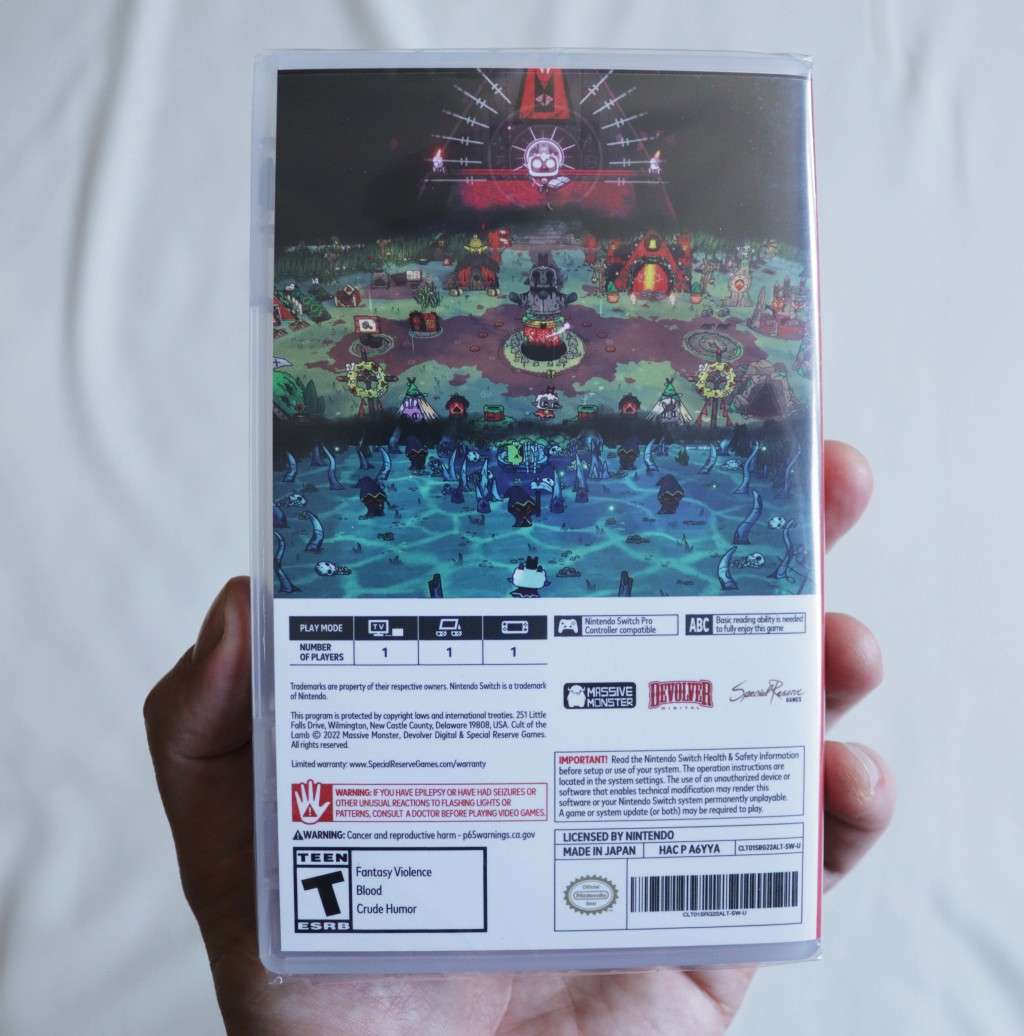 PLAY MODE
TV
NUMBER
OF PLAYERS
1
1
1
Nintendo Switch Pro
Controller compatible
ABC
Basic reading ability is needed
to fully enjoy this game
Trademarks are property of their respective owners. Nintendo Switch is a trademark
of Nintendo.
This program is protected by copyright laws and international treaties. 251 Little
Falls Drive, Wilmington, New Castle County, Delaware 19808, USA. Cult of the
Lamb © 2022 Massive Monster, Devolver Digital & Special Reserve Games.
All rights reserved.
Limited warranty: www.SpecialReserveGames.com/warranty
WARNING: IF YOU HAVE EPILEPSY OR HAVE HAD SEIZURES OR
OTHER UNUSUAL REACTIONS TO FLASHING LIGHTS OR
PATTERNS, CONSULT A DOCTOR BEFORE PLAYING VIDEO GAMES.
⚠WARNING: Cancer and reproductive harm - p65warnings.ca.gov
TEEN
T
ESRB
Fantasy Violence
Blood
Crude Humor
MASSIVE
MONSTER
DEVOLVER
DIGITAL
Special Reserve
GAMES
IMPORTANT! Read the Nintendo Switch Health & Safety Information
before setup or use of your system. The operation instructions are
located in the system settings. The use of an unauthorized device or
software that enables technical modification may render this
software or your Nintendo Switch system permanently unplayable.
A game or system update (or both) may be required to play.
LICENSED BY NINTENDO
MADE IN JAPAN
HAC P A6YYA
CLT01SRG22ALT-SW-U
Official
Nintendo
Seal
CLT01SRG22ALT-SW-U